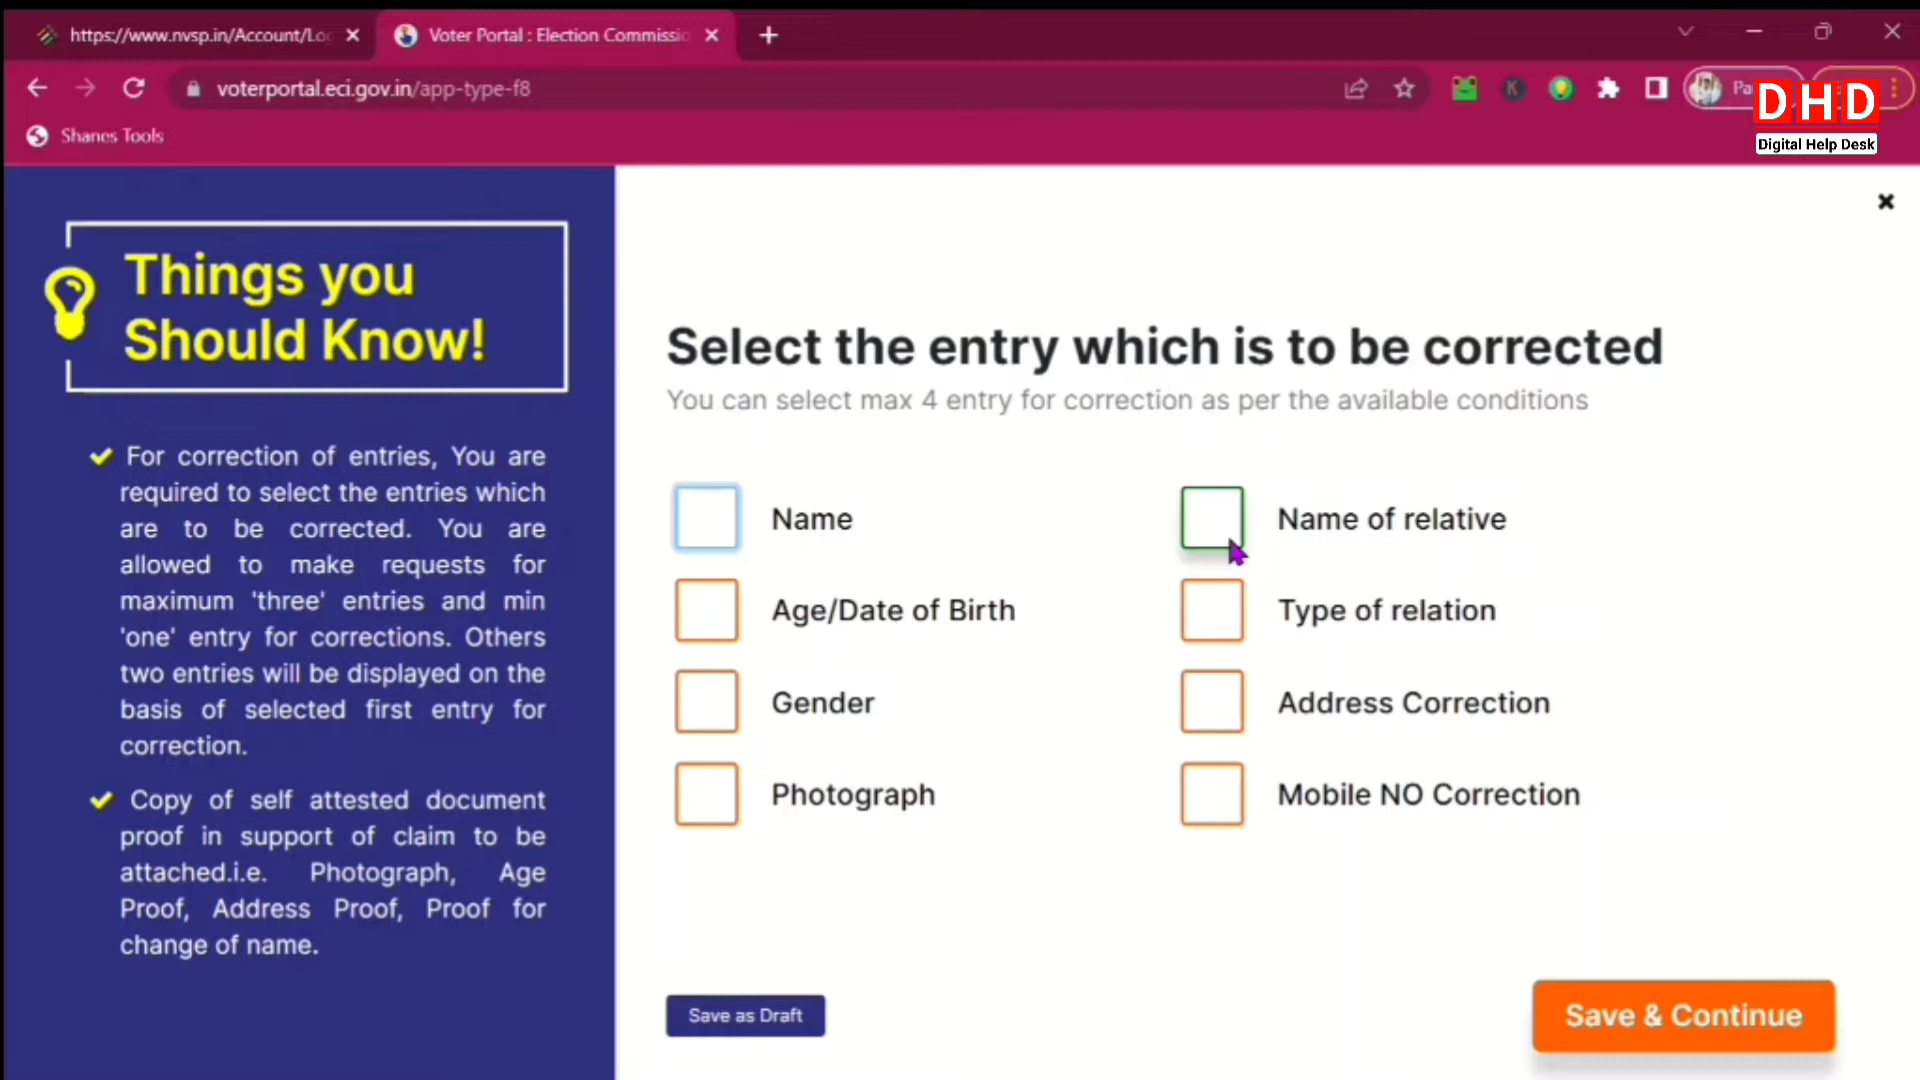 https://www.nvsp.in/Account/Lo
Voter Portal : Election Commissio
voterportal.eci.gov.in/app-type-f8
K
Pa
DHD
Digital Help Desk
Shanes Tools
Things you
Should Know!
For correction of entries, You are
required to select the entries which
are to be corrected. You are
allowed to make requests for
maximum 'three' entries and min
'one' entry for corrections. Others
two entries will be displayed on the
basis of selected first entry for
correction.
Copy of self attested document
proof in support of claim to be
attached.i.e. Photograph, Age
Proof, Address Proof, Proof for
change of name.
Select the entry which is to be corrected
You can select max 4 entry for correction as per the available conditions
Name
Name of relative
Age/Date of Birth
Type of relation
Gender
Address Correction
Photograph
Mobile NO Correction
Save as Draft
Save & Continue